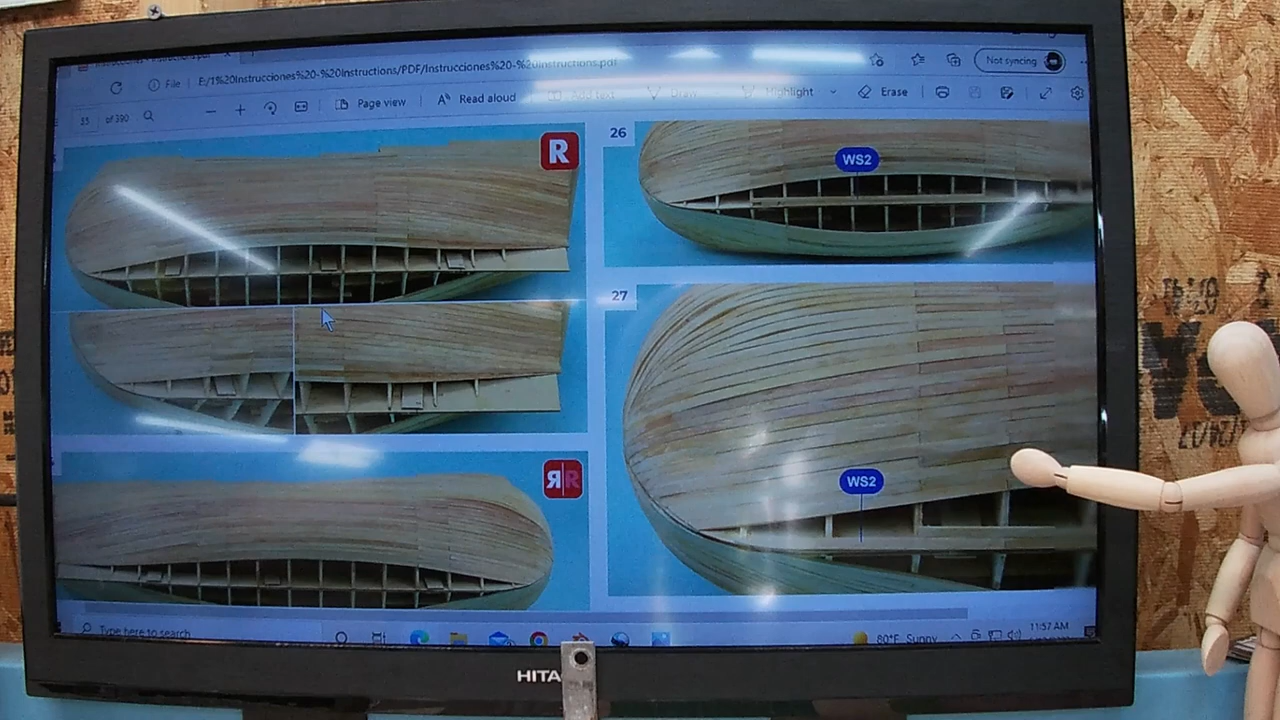 File E:/1%20Instrucciones%20-%20Instructions/PDF/Instrucciones%20-%20Instructions.pdf Not syncing
of 390 Page view Read aloud Draw Highlight Erase
R
26
WS2
27
WS2
R R
Type here to search
80°F Sunny
11:57 AM
HITA